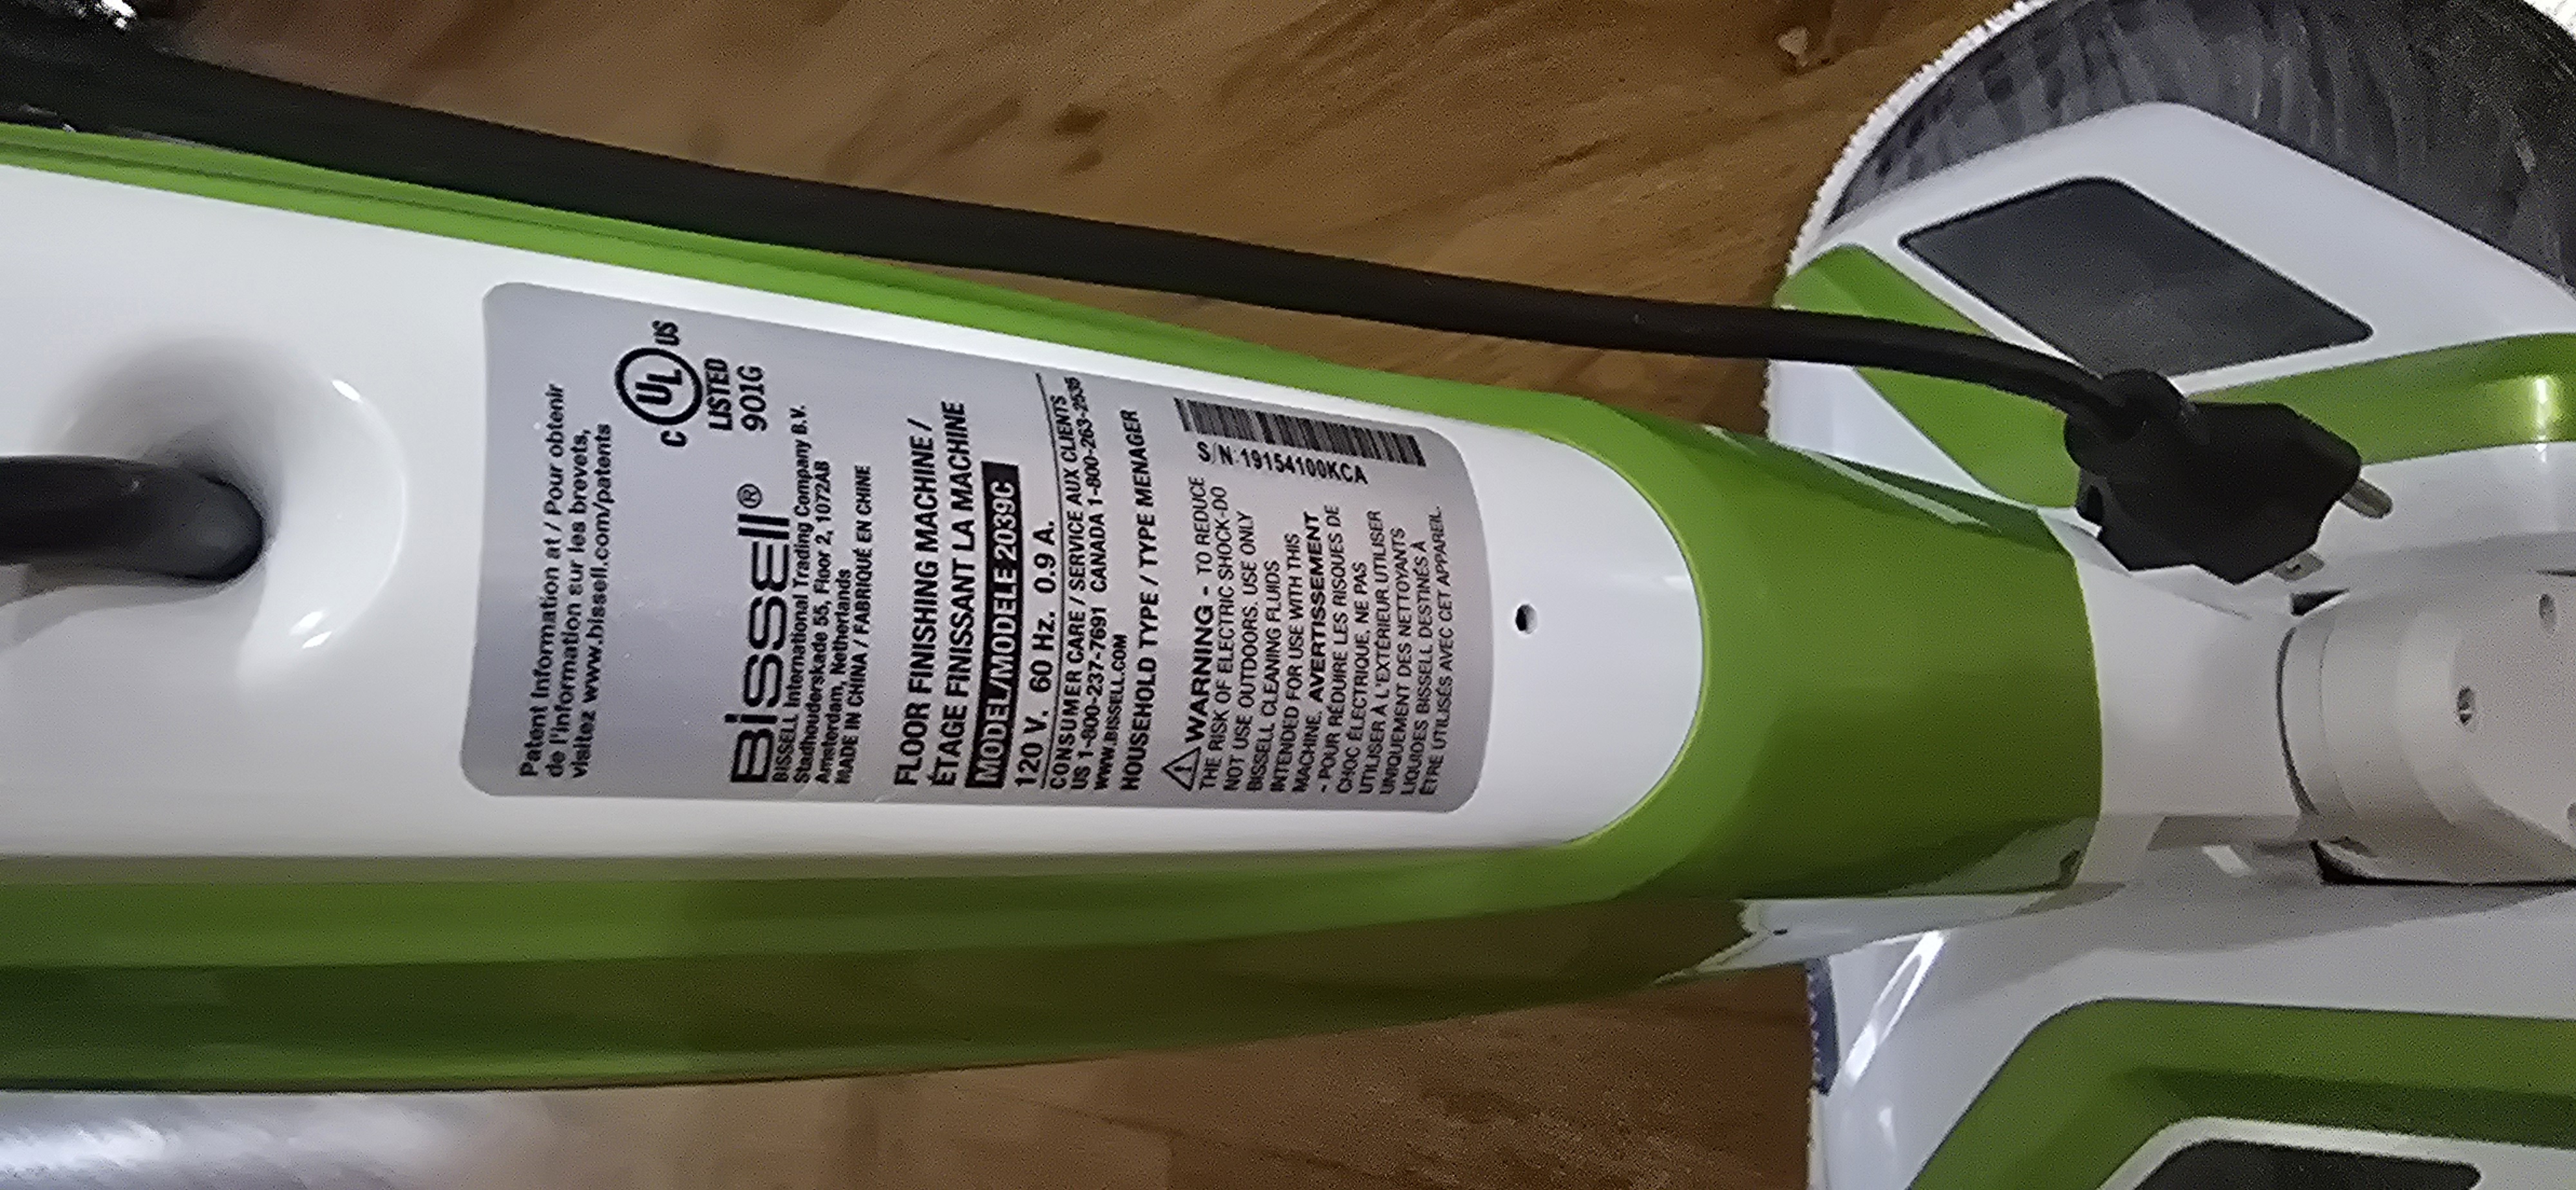 Patent Information at / Pour obtenir
de l'information sur les brevets,
visitez www.bissell.com/patents
C UL US
LISTED
901G
BISSELL®
BISSELL International Trading Company B.V.
Stadhouderskade 55, Floor 2, 1072AB
Amsterdam, Netherlands
MADE IN CHINA / FABRIQUÉ EN CHINE
FLOOR FINISHING MACHINE /
ÉTAGE FINISSANT LA MACHINE
MODEL/MODELE 2039C
120 V. 60 Hz. 0.9 A.
CONSUMER CARE / SERVICE AUX CLIENTS
US 1-800-237-7691 CANADA 1-800-263-2535
www.BISSELL.COM
HOUSEHOLD TYPE / TYPE MENAGER
⚠WARNING - TO REDUCE
THE RISK OF ELECTRIC SHOCK-DO
NOT USE OUTDOORS. USE ONLY
BISSELL CLEANING FLUIDS
INTENDED FOR USE WITH THIS
MACHINE. AVERTISSEMENT
- POUR RÉDUIRE LES RISQUES DE
CHOC ÉLECTRIQUE, NE PAS
UTILISER À L'EXTÉRIEUR.UTILISER
UNIQUEMENT DES NETTOYANTS
LIQUIDES BISSELL DESTINÉS À
ÊTRE UTILISÉS AVEC CET APPAREIL.
S/N:19154100KCA